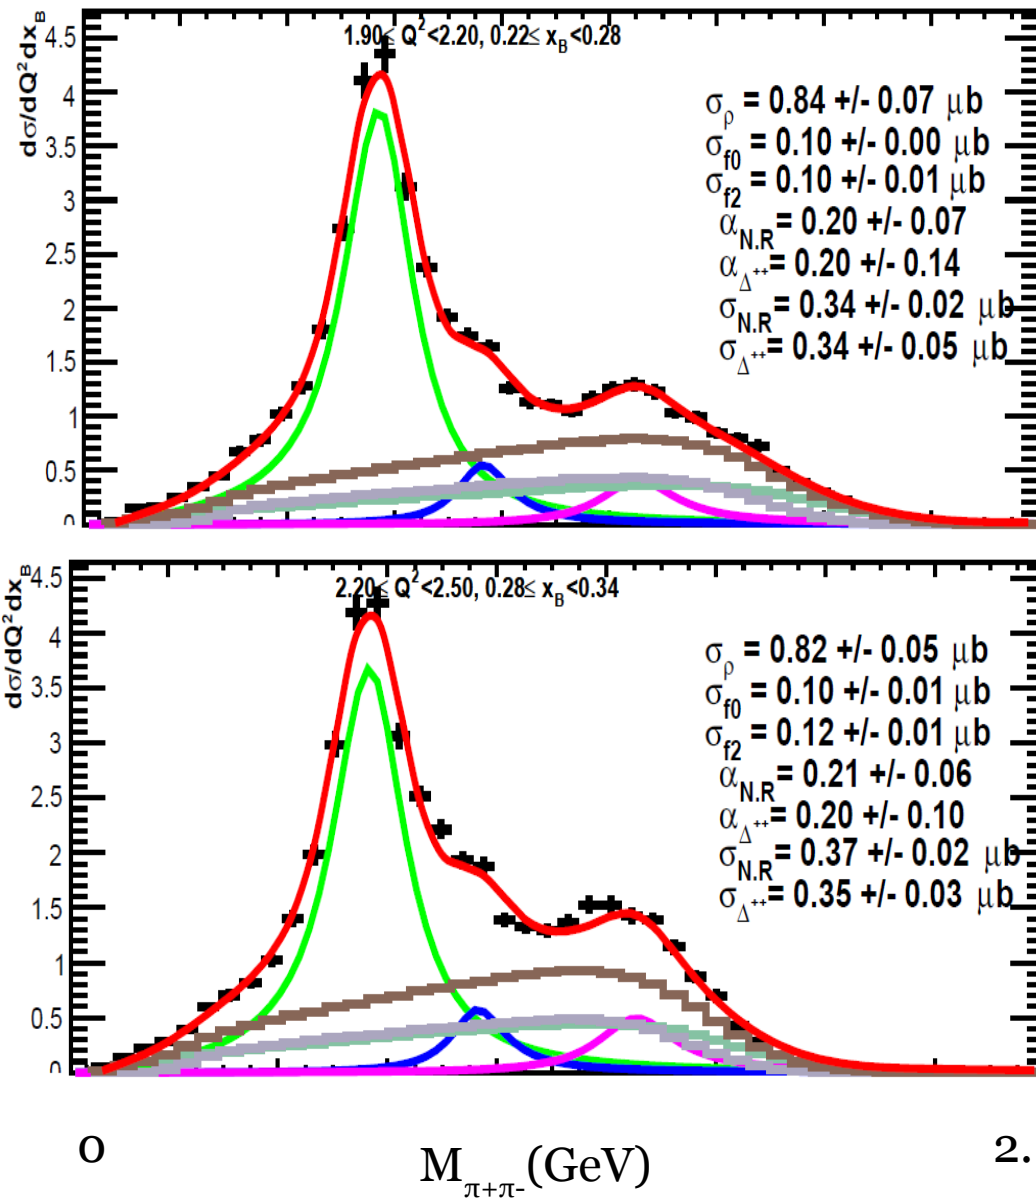 dσ/dQ²dx_B
4.5
4
3.5
3
2.5
2
1.5
1
0.5
0
1.90≤ Q²<2.20, 0.22≤ x_B<0.28
σ_ρ = 0.84 +/- 0.07 μb
σ_f0 = 0.10 +/- 0.00 μb
σ_f2 = 0.10 +/- 0.01 μb
α_N.R = 0.20 +/- 0.07
α_Δ⁺⁺ = 0.20 +/- 0.14
σ_N.R = 0.34 +/- 0.02 μb
σ_Δ⁺⁺ = 0.34 +/- 0.05 μb
dσ/dQ²dx_B
4.5
4
3.5
3
2.5
2
1.5
1
0.5
0
2.20≤ Q²<2.50, 0.28≤ x_B<0.34
σ_ρ = 0.82 +/- 0.05 μb
σ_f0 = 0.10 +/- 0.01 μb
σ_f2 = 0.12 +/- 0.01 μb
α_N.R = 0.21 +/- 0.06
α_Δ⁺⁺ = 0.20 +/- 0.10
σ_N.R = 0.37 +/- 0.02 μb
σ_Δ⁺⁺ = 0.35 +/- 0.03 μb
0 M_π+π- (GeV) 2.